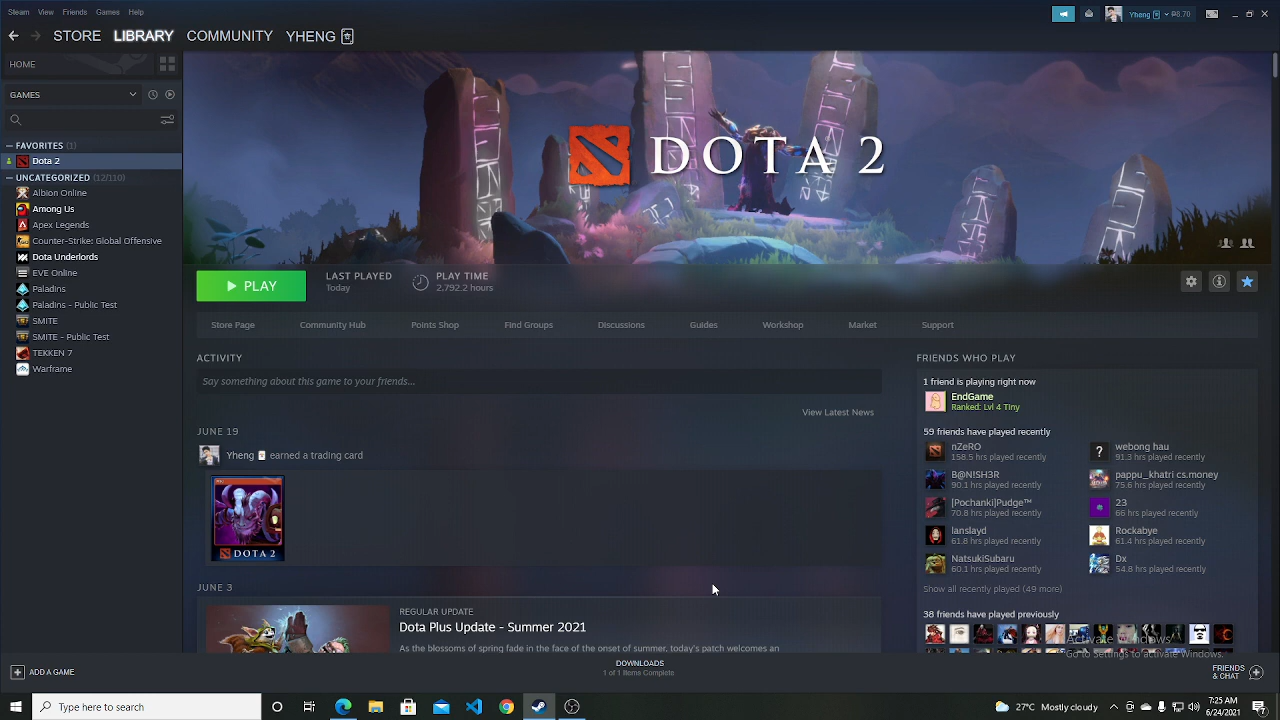 Steam View Friends Games Help
Yheng ₱8.70
STORE LIBRARY COMMUNITY YHENG
HOME
GAMES
FAVORITES (1)
Dota 2
UNCATEGORIZED (12/110)
Albion Online
Among Us
Apex Legends
Counter-Strike: Global Offensive
EVE Online
Paladins
Paladins - Public Test
SMITE
SMITE - Public Test
TEKKEN 7
Warframe
DOTA 2
PLAY
LAST PLAYED
Today
PLAY TIME
2,792.2 hours
Store Page Community Hub Points Shop Find Groups Discussions Guides Workshop Market Support
ACTIVITY
Say something about this game to your friends...
View Latest News
JUNE 19
Yheng earned a trading card
DOTA 2
JUNE 3
REGULAR UPDATE
Dota Plus Update - Summer 2021
As the blossoms of spring fade in the face of the onset of summer, today's patch welcomes an
FRIENDS WHO PLAY
1 friend is playing right now
EndGame
Ranked: Lvl 4 Tiny
59 friends have played recently
nZeRO
158.5 hrs played recently
webong hau
91.3 hrs played recently
B@N!SH3R
90.1 hrs played recently
pappu_khatri cs.money
75.6 hrs played recently
[Pochanki]Pudge™
70.8 hrs played recently
23
66 hrs played recently
lanslayd
61.8 hrs played recently
Rockabye
61.4 hrs played recently
NatsukiSubaru
60.1 hrs played recently
Dx
54.8 hrs played recently
Show all recently played (49 more)
38 friends have played previously
Activate Windows
Go to Settings to activate Windows.
ADD A GAME
DOWNLOADS
1 of 1 Items Complete
FRIENDS
& CHAT
Type here to search
27°C Mostly cloudy
7:25 AM
6/24/2021